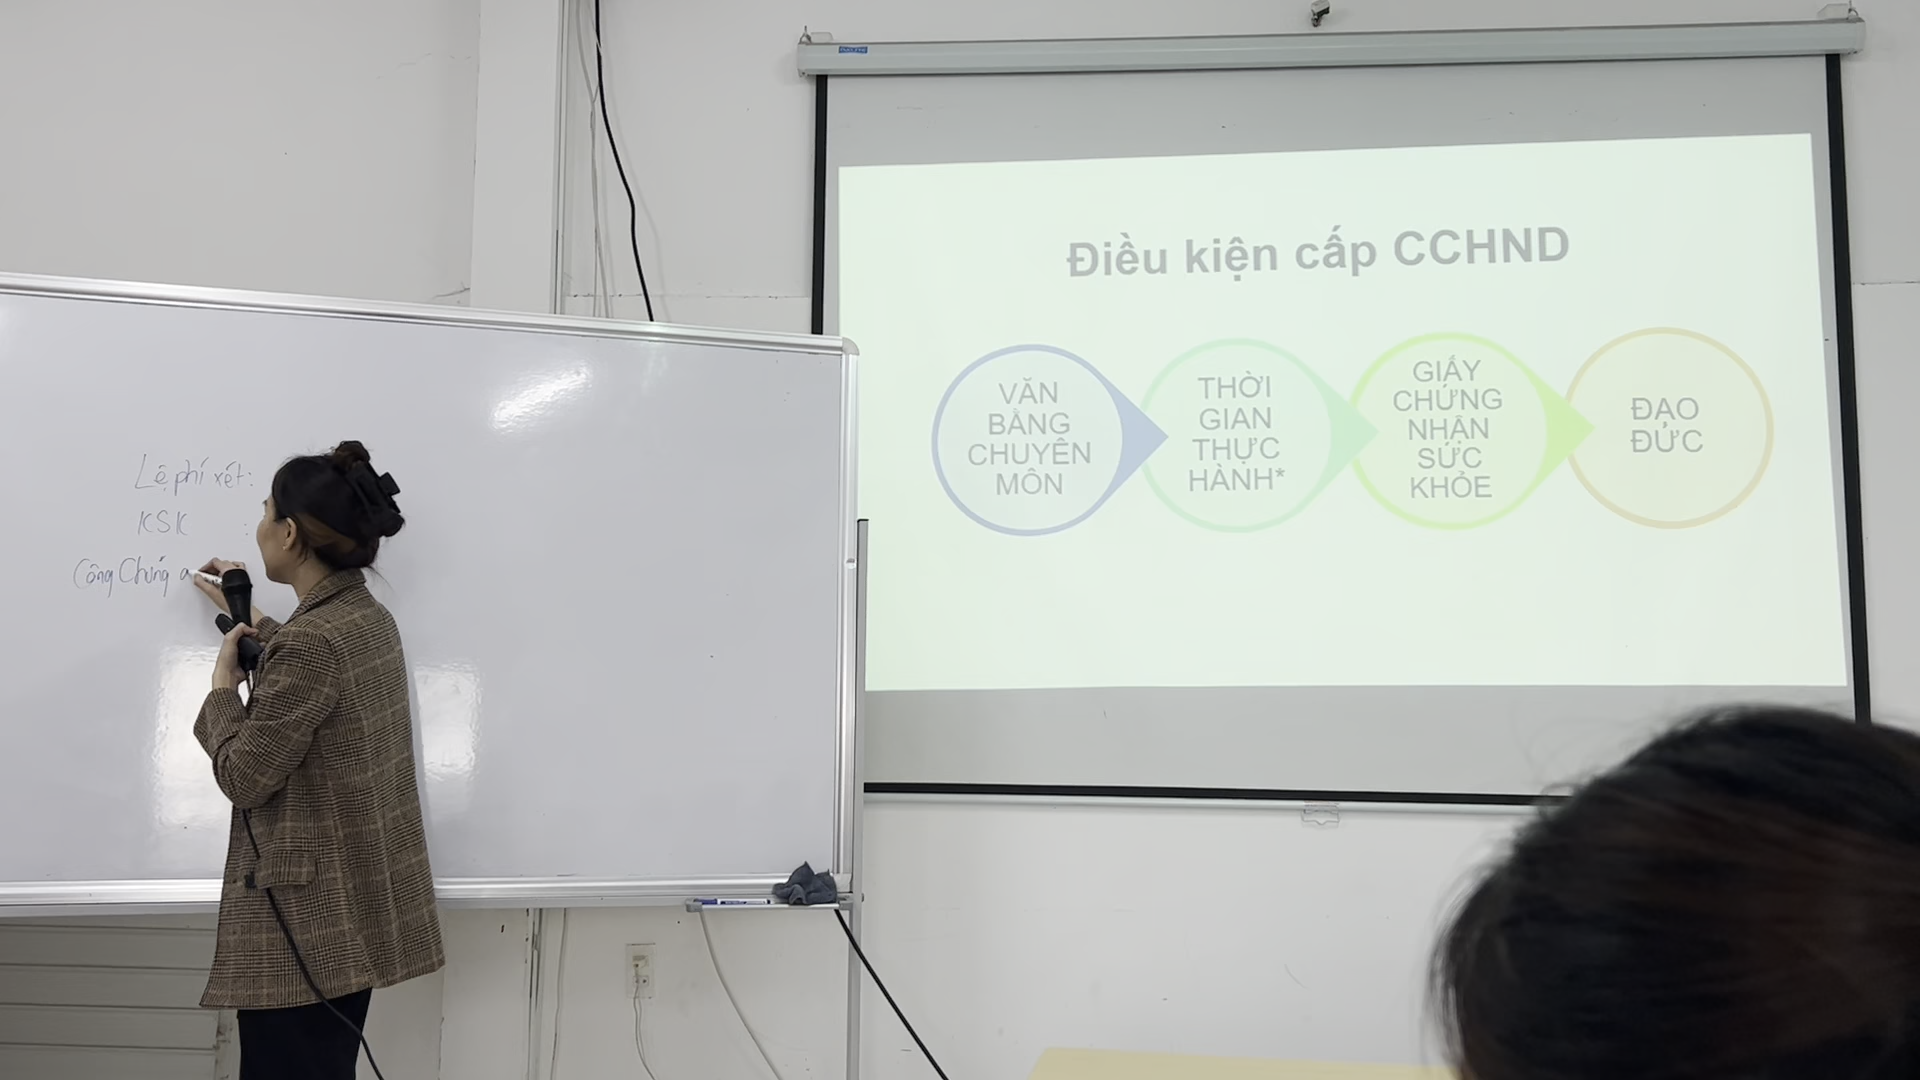 Lệ phí xét:
KSK :
Công Chứng
Điều kiện cấp CCHND
VĂN
BẰNG
CHUYÊN
MÔN
THỜI
GIAN
THỰC
HÀNH*
GIẤY
CHỨNG
NHẬN
SỨC
KHỎE
ĐẠO
ĐỨC